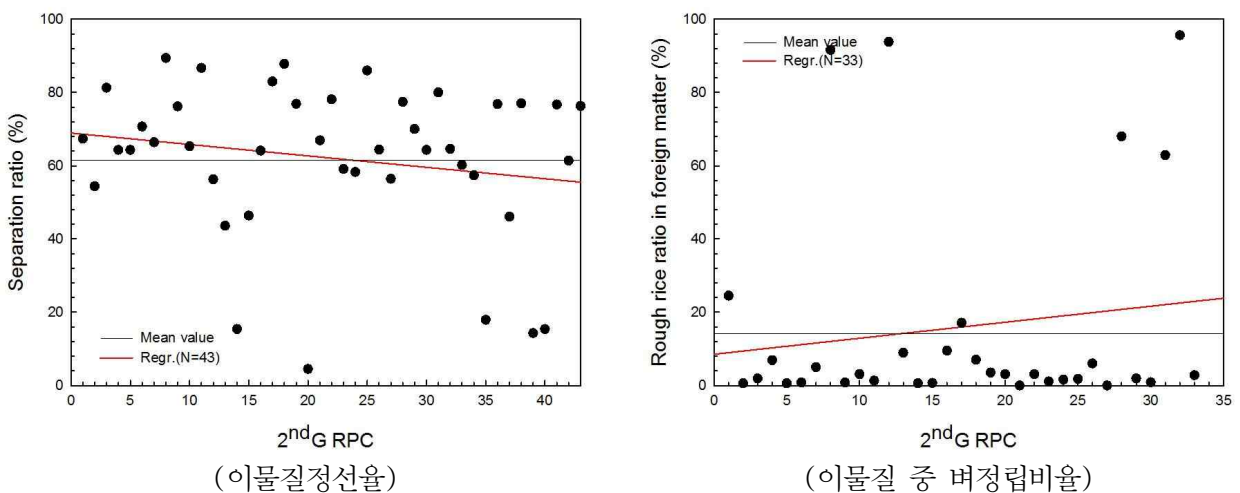 100
80
60
40
20
0
Separation ratio (%)
Mean value
Regr.(N=43)
0 5 10 15 20 25 30 35 40
2ndG RPC
(이물질정선율)
100
80
60
40
20
0
Rough rice ratio in foreign matter (%)
Mean value
Regr.(N=33)
0 5 10 15 20 25 30 35
2ndG RPC
(이물질 중 벼정립비율)